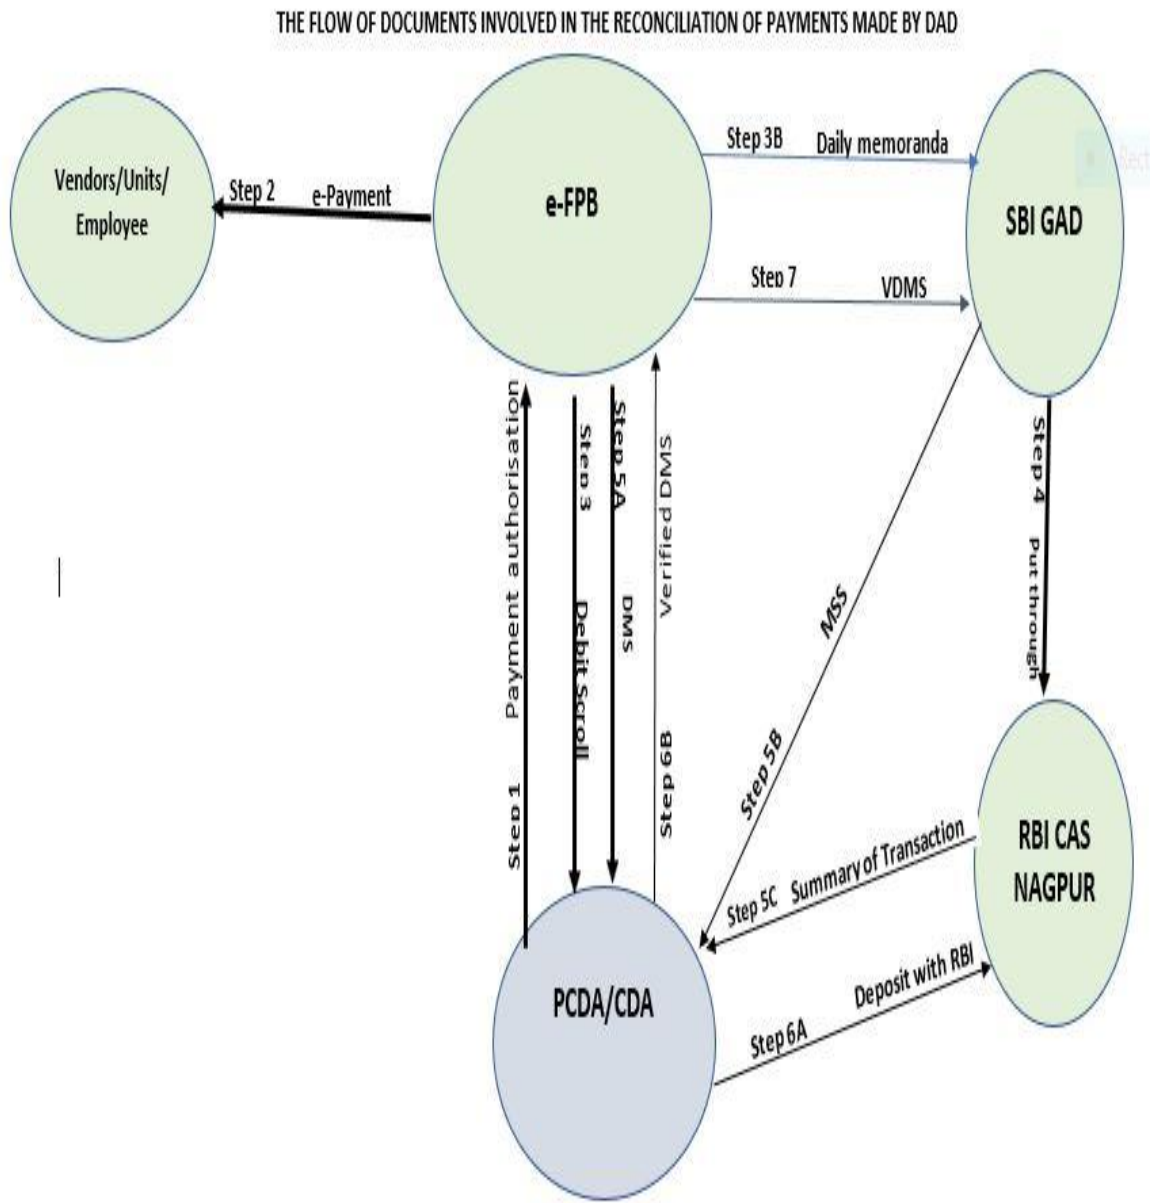 THE FLOW OF DOCUMENTS INVOLVED IN THE RECONCILIATION OF PAYMENTS MADE BY DAD
Vendors/Units/
Employee
Step 2 e-Payment
e-FPB
Step 3B Daily memoranda
Step 7 VDMS
SBI GAD
Rect
Step 1 Payment authorisation
Step 3 Debit Scroll
Step 5A DMS
Step 6B Verified DMS
Step 5B MSS
Step 4 Put through
Step 5C Summary of Transaction
Step 6A Deposit with RBI
RBI CAS
NAGPUR
PCDA/CDA